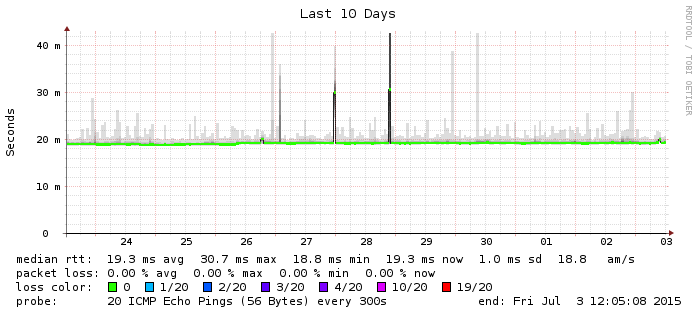 Last 10 Days
RRDTOOL / TOBI OETIKER
Seconds
40 m
30 m
20 m
10 m
0
24 25 26 27 28 29 30 01 02 03
median rtt: 19.3 ms avg 30.7 ms max 18.8 ms min 19.3 ms now 1.0 ms sd 18.8 am/s
packet loss: 0.00 % avg 0.00 % max 0.00 % min 0.00 % now
loss color: 0 1/20 2/20 3/20 4/20 10/20 19/20
probe: 20 ICMP Echo Pings (56 Bytes) every 300s end: Fri Jul 3 12:05:08 2015